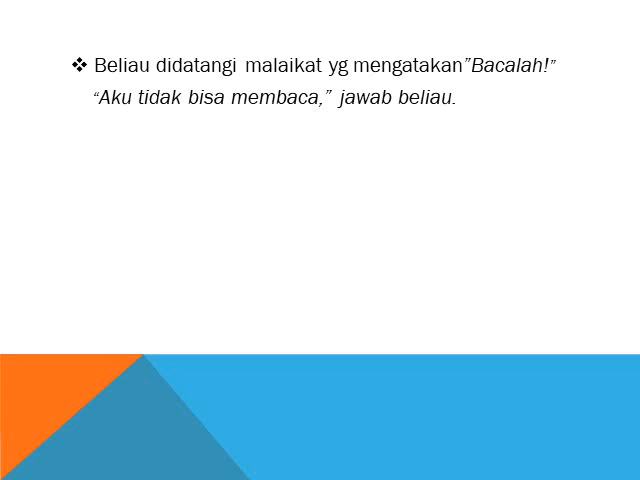 ❖ Beliau didatangi malaikat yg mengatakan”Bacalah!”
“Aku tidak bisa membaca,” jawab beliau.